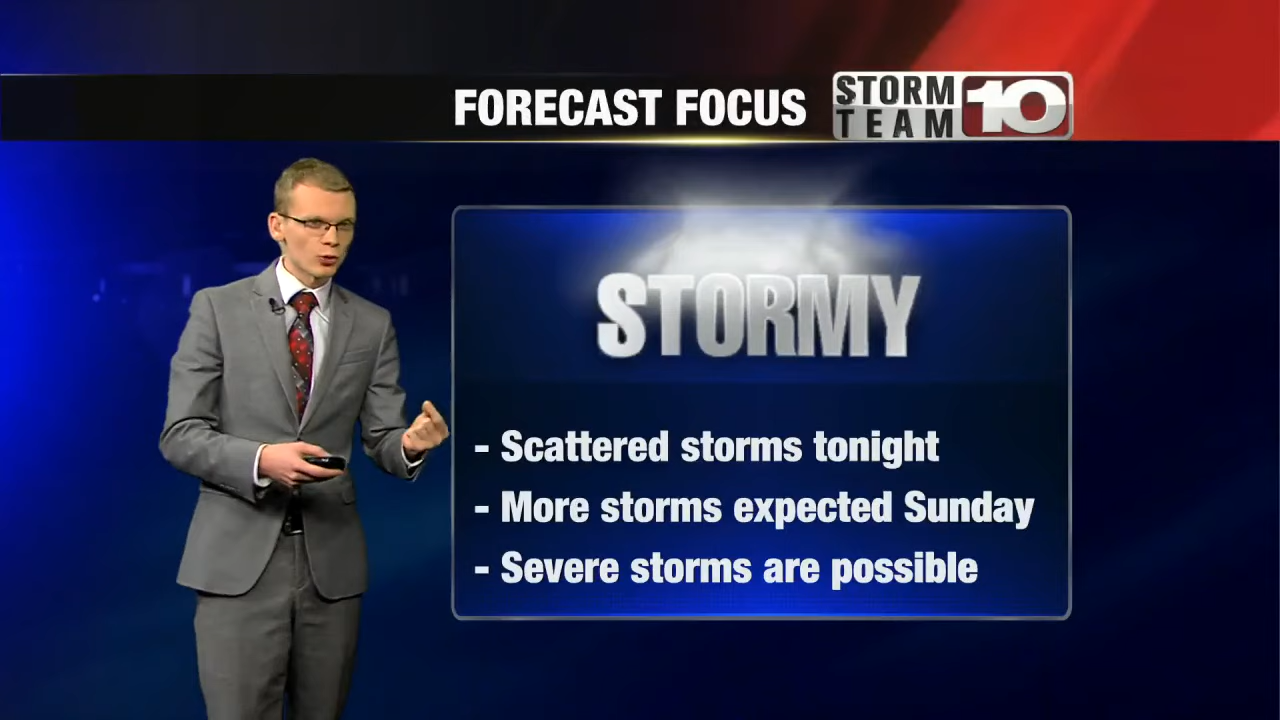 FORECAST FOCUS
STORM
TEAM
10
STORMY
- Scattered storms tonight
- More storms expected Sunday
- Severe storms are possible